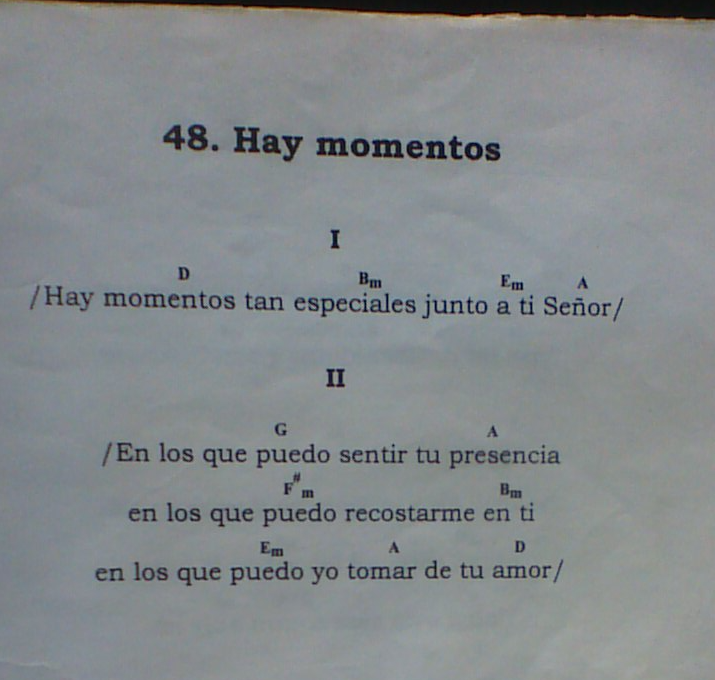 48. Hay momentos
I
D Bm Em A
/Hay momentos tan especiales junto a ti Señor/
II
G A
/En los que puedo sentir tu presencia
F#m Bm
en los que puedo recostarme en ti
Em A D
en los que puedo yo tomar de tu amor/